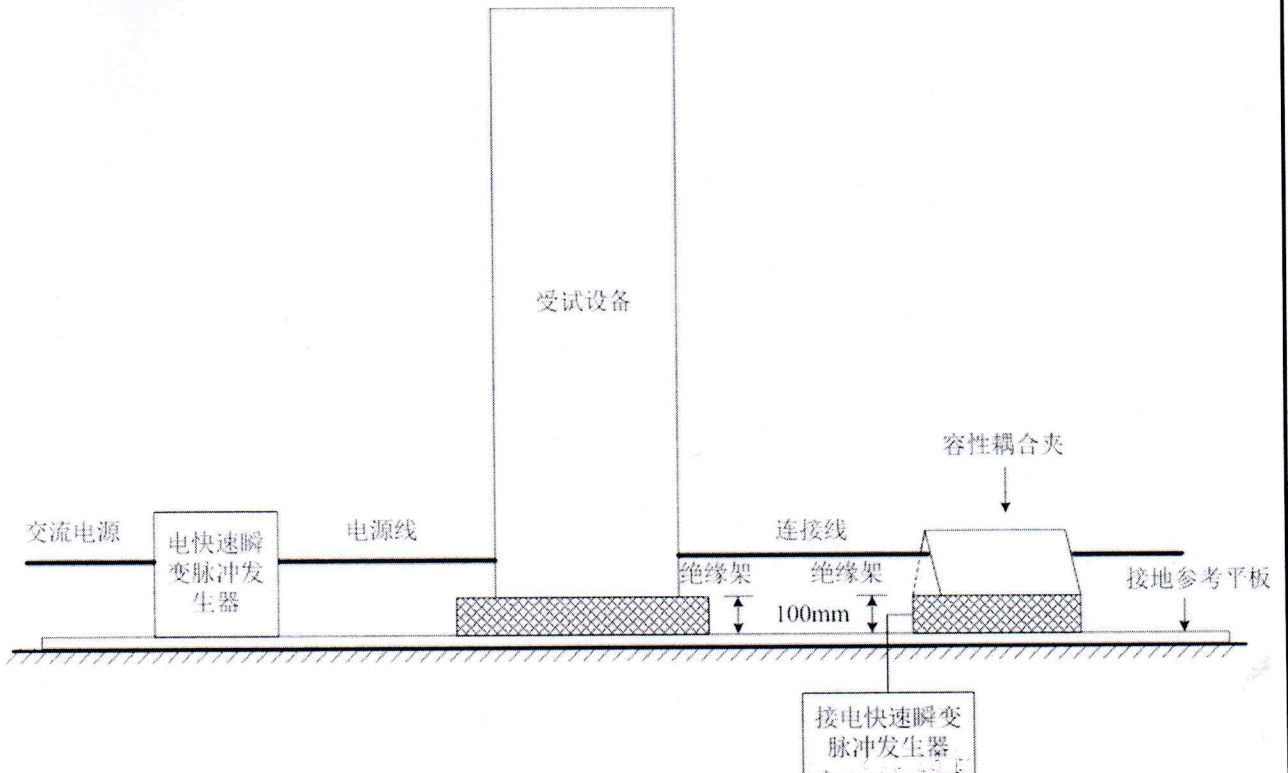 受试设备
容性耦合夹
交流电源
电快速瞬
变脉冲发
生器
电源线
连接线
绝缘架
绝缘架
100mm
接地参考平板
接电快速瞬变
脉冲发生器